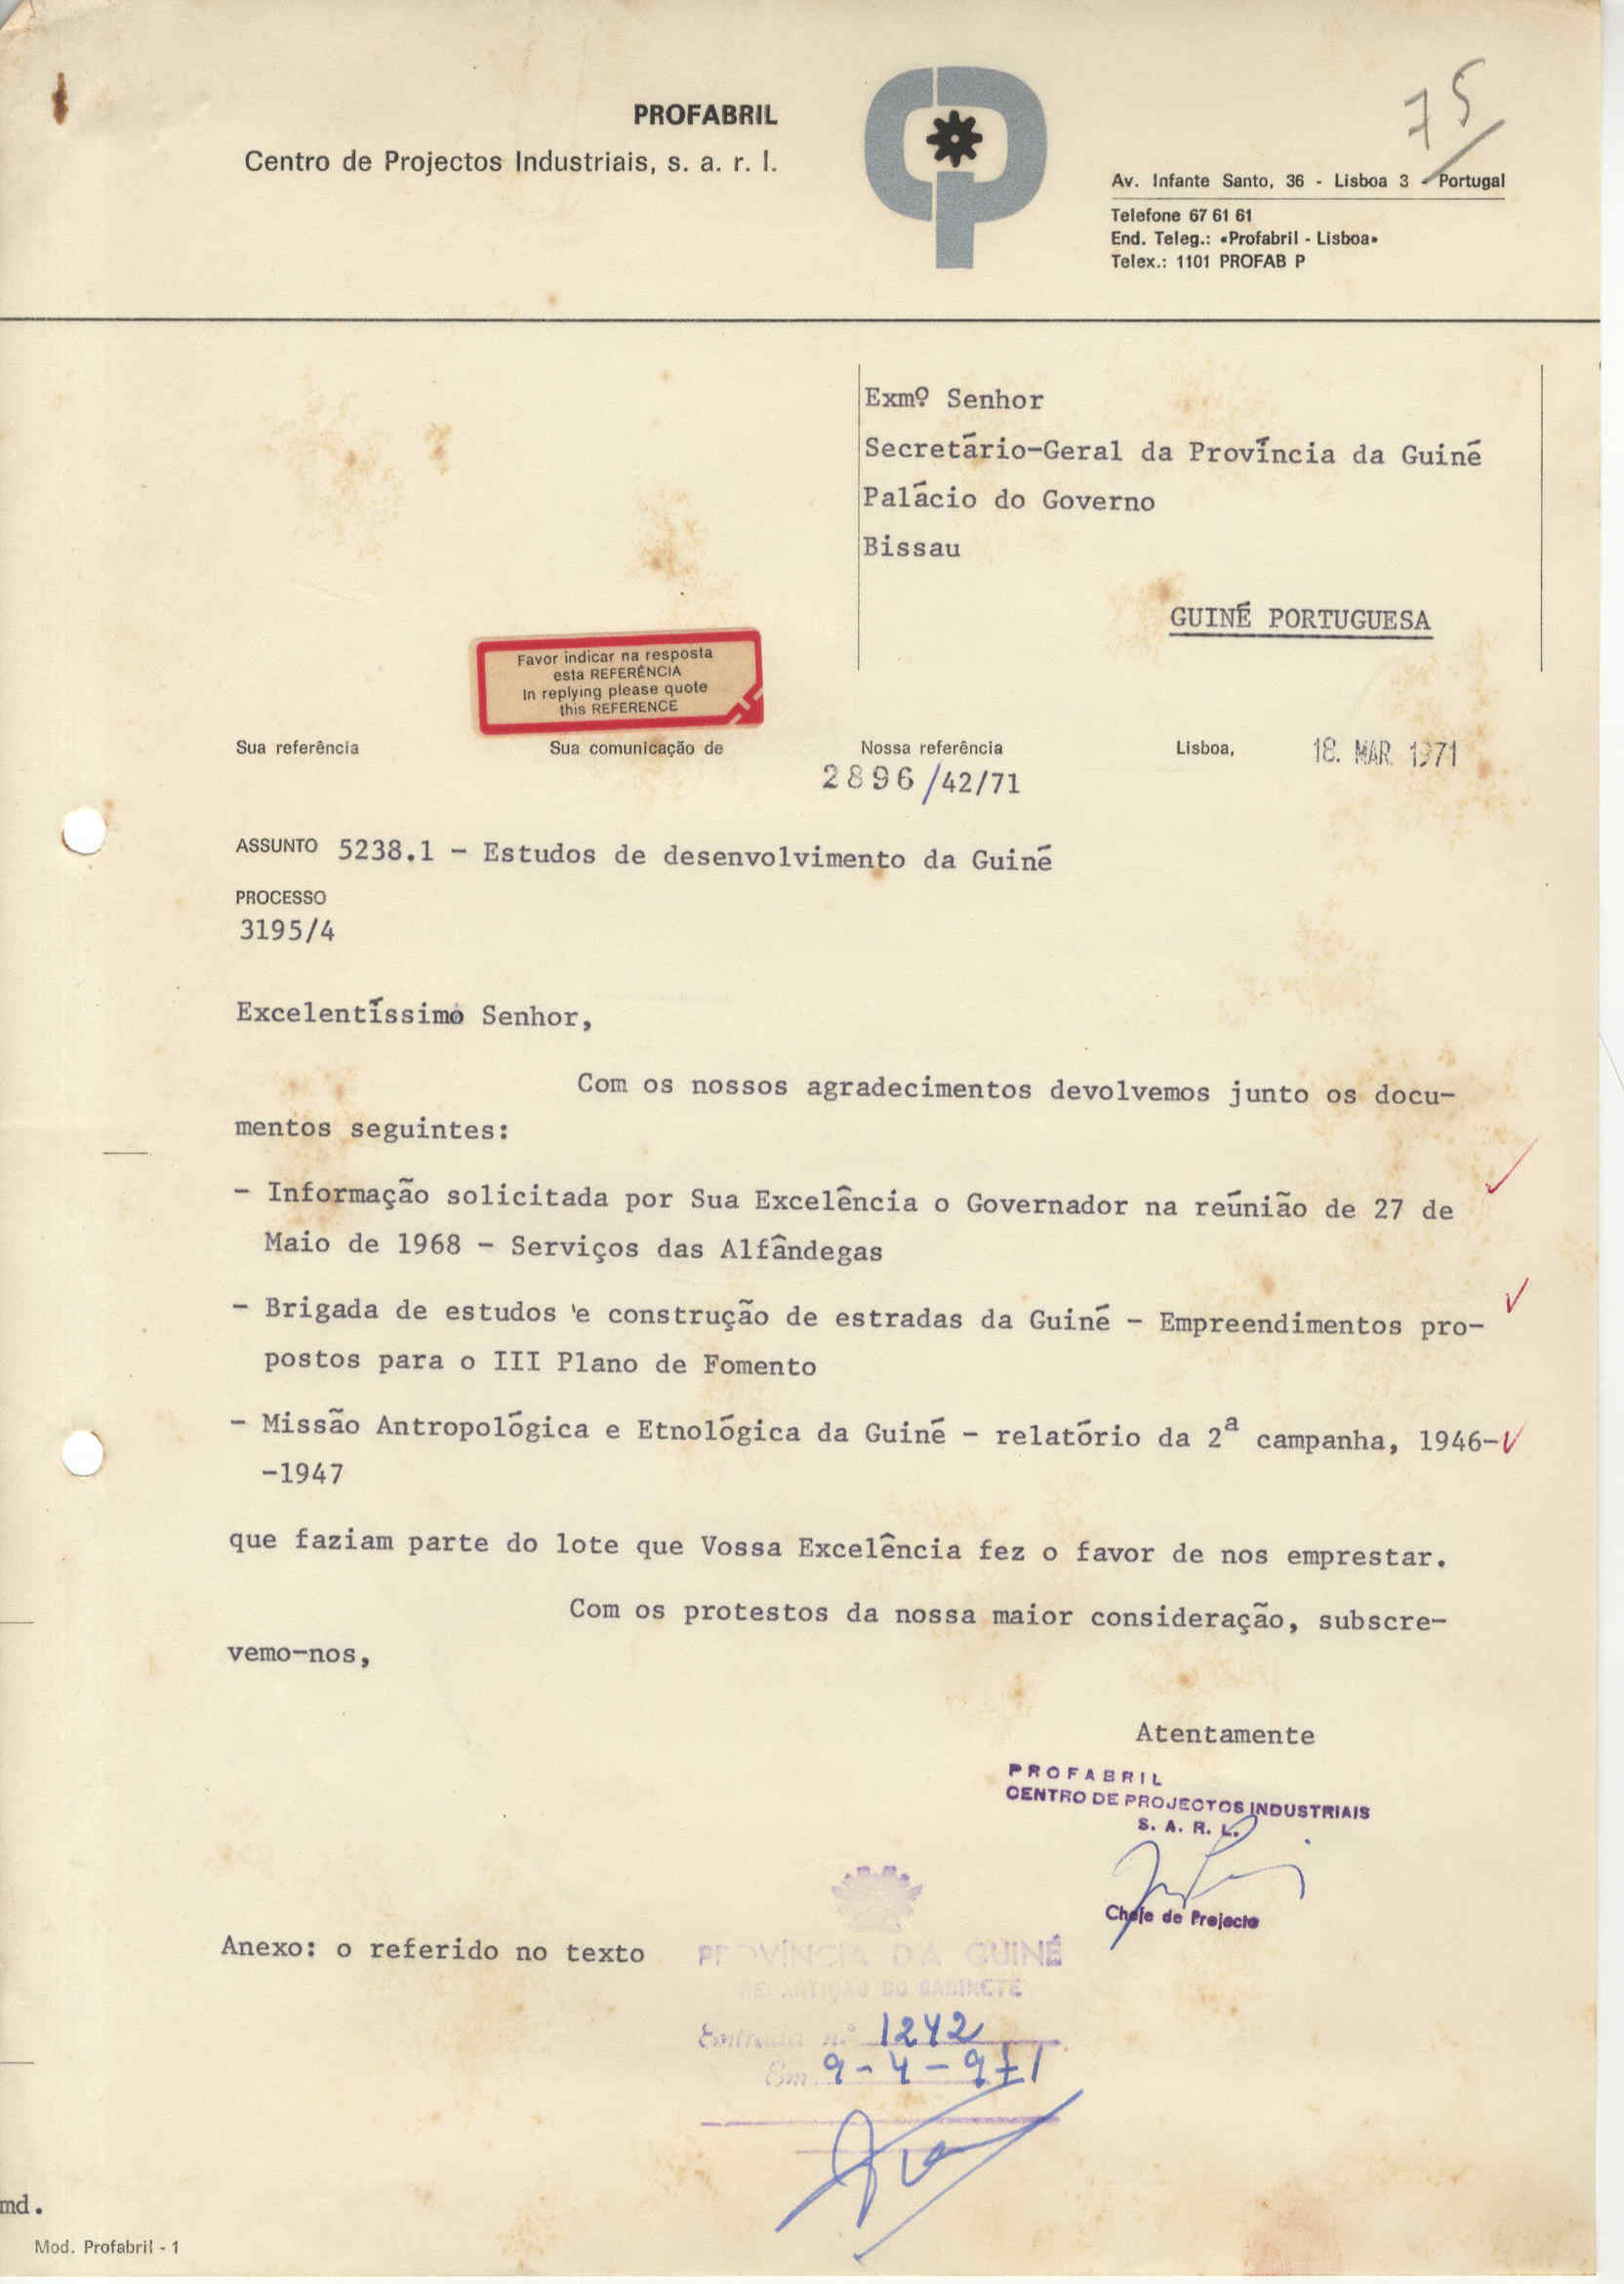 75
PROFABRIL
Centro de Projectos Industriais, s. a. r. l.
Av. Infante Santo, 36 - Lisboa 3 - Portugal
Telefone 67 61 61
End. Teleg.: «Profabril - Lisboa»
Telex.: 1101 PROFAB P
Exmº Senhor
Secretário-Geral da Província da Guiné
Palácio do Governo
Bissau
GUINÉ PORTUGUESA
Favor indicar na resposta
esta REFERÊNCIA
In replying please quote
this REFERENCE
Sua referência Sua comunicação de Nossa referência Lisboa, 18. MAR. 1971
2896/42/71
ASSUNTO 5238.1 - Estudos de desenvolvimento da Guiné
PROCESSO
3195/4
Excelentíssimo Senhor,
Com os nossos agradecimentos devolvemos junto os docu-
mentos seguintes:
- Informação solicitada por Sua Excelência o Governador na reúnião de 27 de
Maio de 1968 - Serviços das Alfândegas
- Brigada de estudos e construção de estradas da Guiné - Empreendimentos pro-
postos para o III Plano de Fomento
- Missão Antropológica e Etnológica da Guiné - relatório da 2ª campanha, 1946-
-1947
que faziam parte do lote que Vossa Excelência fez o favor de nos emprestar.
Com os protestos da nossa maior consideração, subscre-
vemo-nos,
Atentamente
PROFABRIL
CENTRO DE PROJECTOS INDUSTRIAIS
S. A. R. L.
Chefe de Projecto
Anexo: o referido no texto
PROVÍNCIA DA GUINÉ
REPARTIÇÃO DO GABINETE
Entrada nº 1242
Em 9-4-971
md.
Mod. Profabril - 1